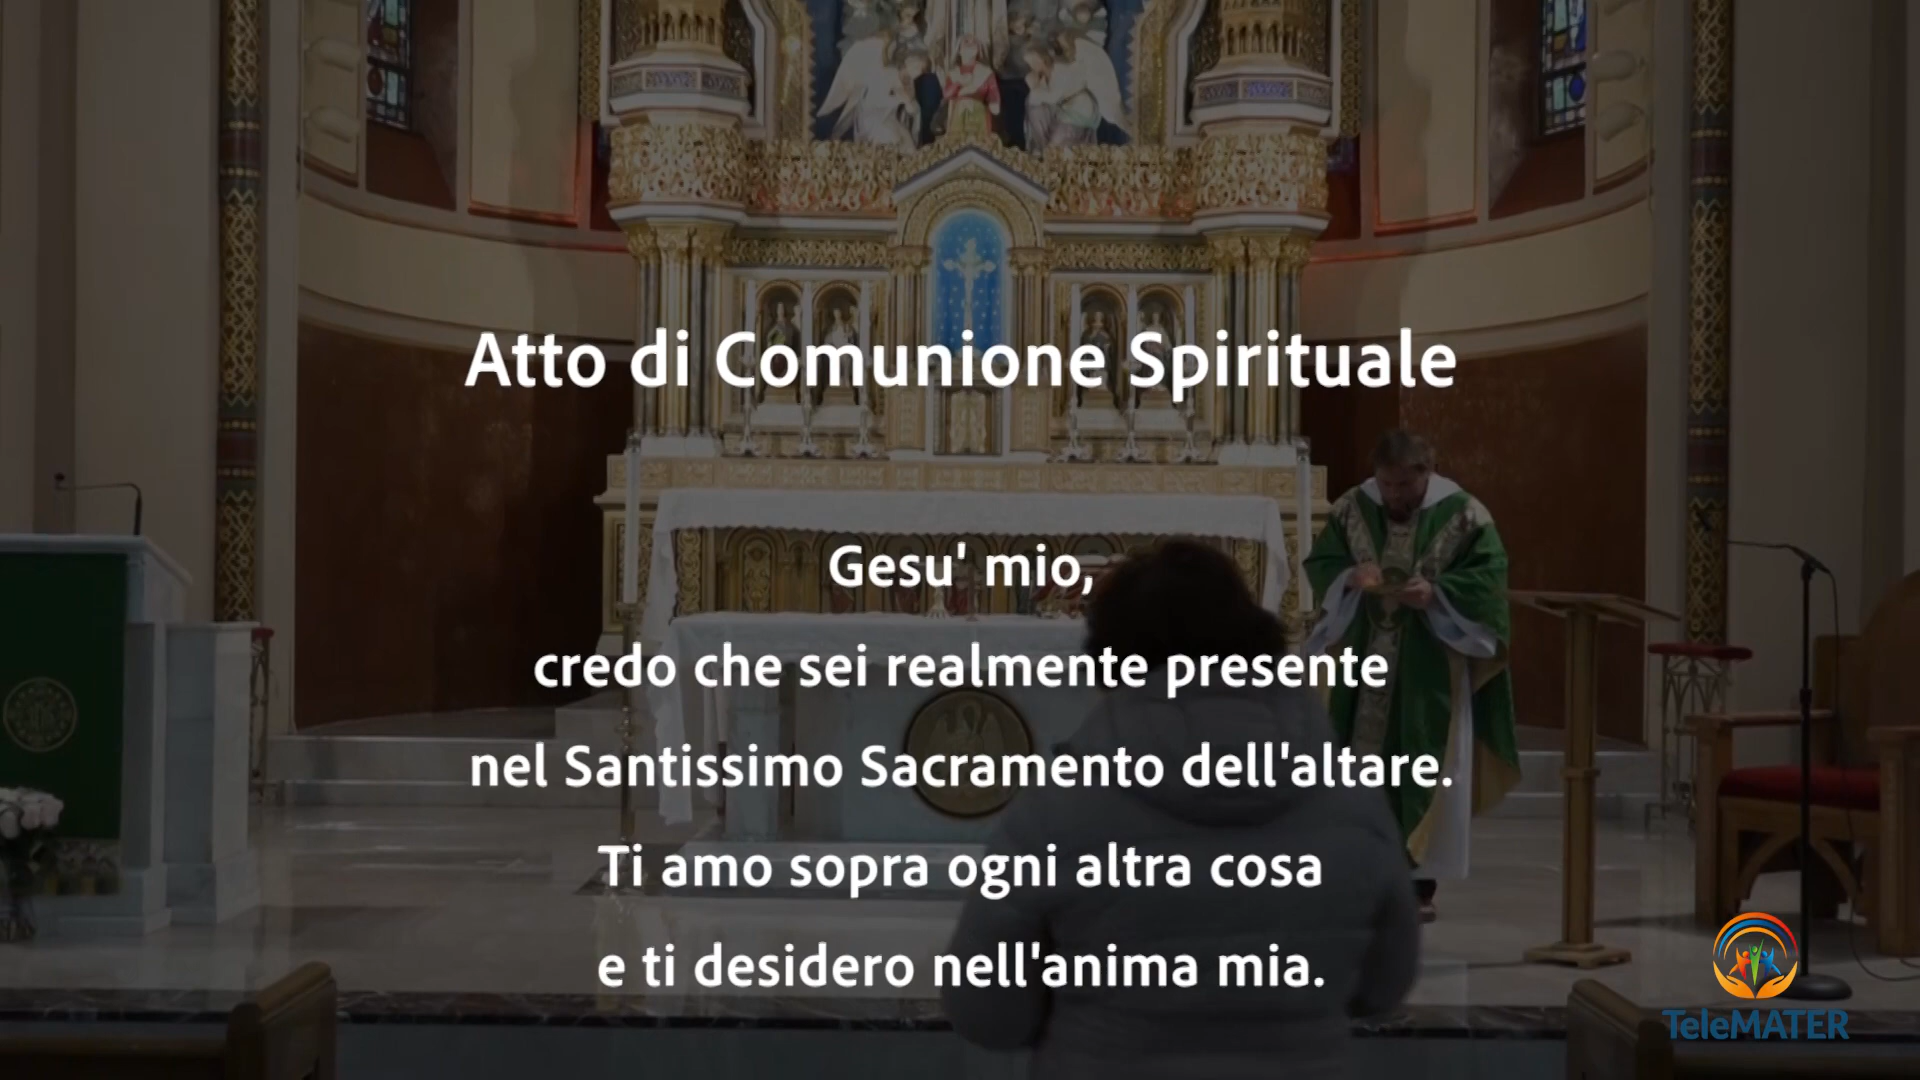 Atto di Comunione Spirituale
Gesu' mio,
credo che sei realmente presente
nel Santissimo Sacramento dell'altare.
Ti amo sopra ogni altra cosa
e ti desidero nell'anima mia.
TeleMATER